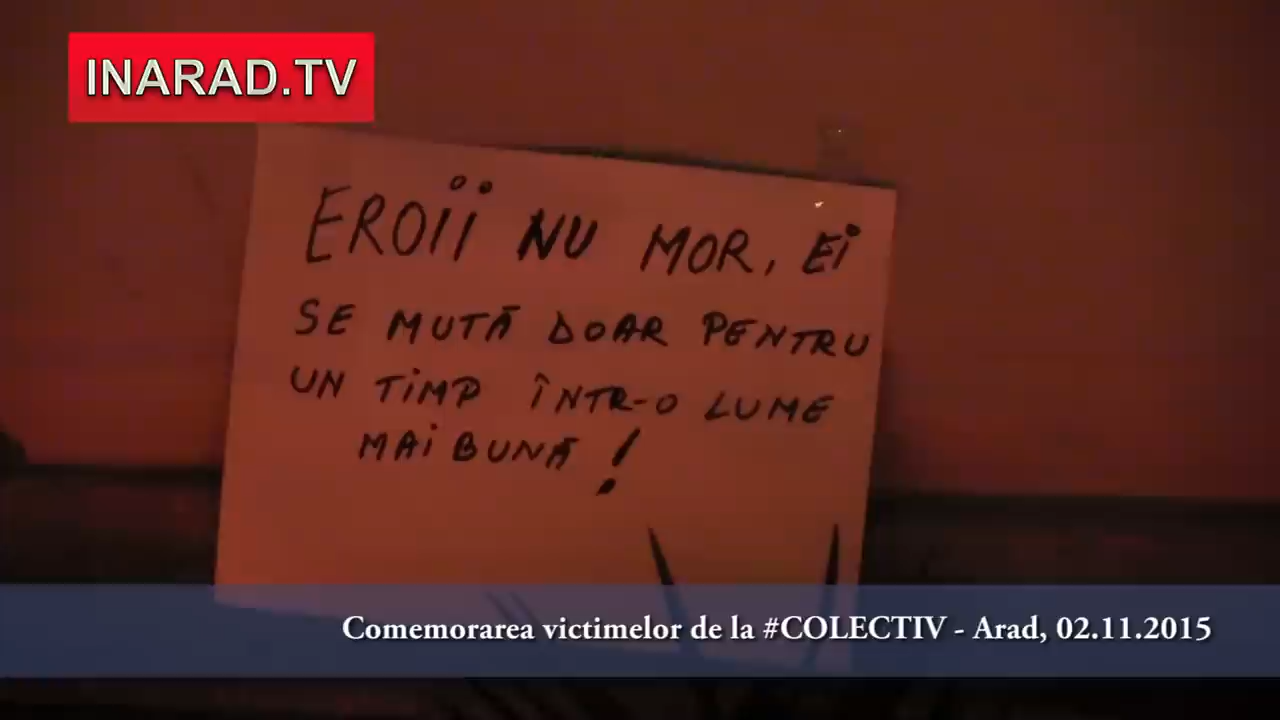 INARAD.TV
EROii NU MOR, Ei
SE MUTĂ DOAR PENTRU
UN TiMP ÎNTR-O LUME
MAi BUNĂ!
Comemorarea victimelor de la #COLECTIV - Arad, 02.11.2015